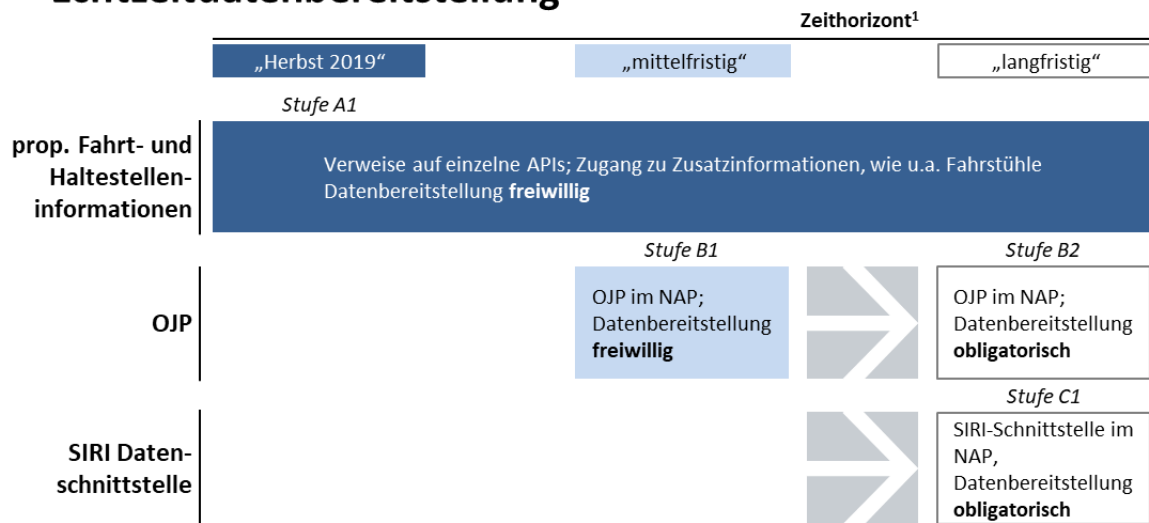 Echtzeitdatenbereitstellung
Zeithorizont¹
„Herbst 2019“
„mittelfristig“
„langfristig“
Stufe A1
prop. Fahrt- und
Haltestellen-
informationen
Verweise auf einzelne APIs; Zugang zu Zusatzinformationen, wie u.a. Fahrstühle
Datenbereitstellung freiwillig
Stufe B1
Stufe B2
OJP
OJP im NAP;
Datenbereitstellung
freiwillig
OJP im NAP;
Datenbereitstellung
obligatorisch
Stufe C1
SIRI Daten-
schnittstelle
SIRI-Schnittstelle im
NAP,
Datenbereitstellung
obligatorisch